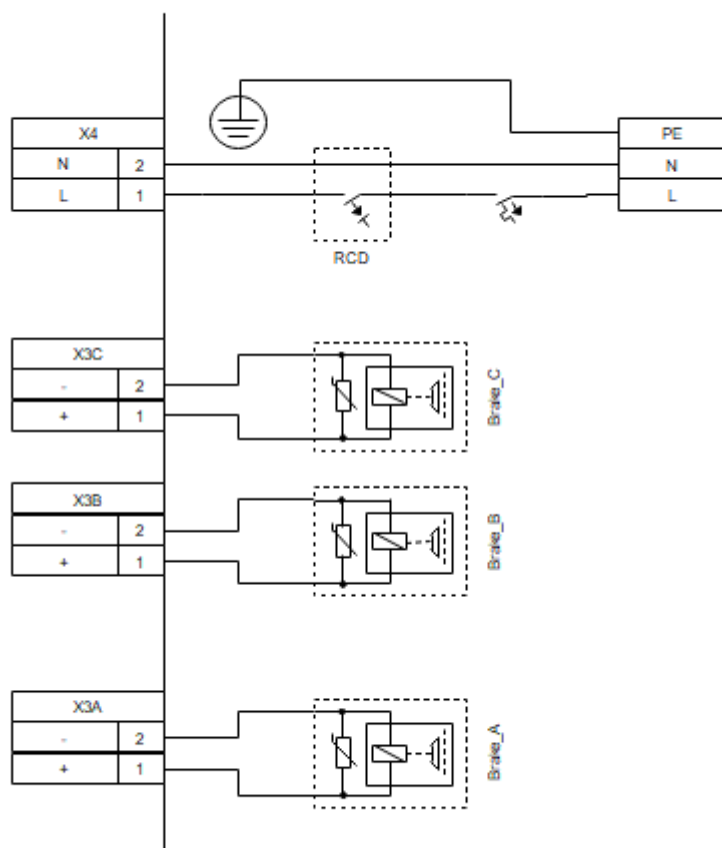 X4
PE
N 2
N
L 1
L
RCD
X3C
- 2
+ 1
Brake_C
X3B
- 2
+ 1
Brake_B
X3A
- 2
+ 1
Brake_A